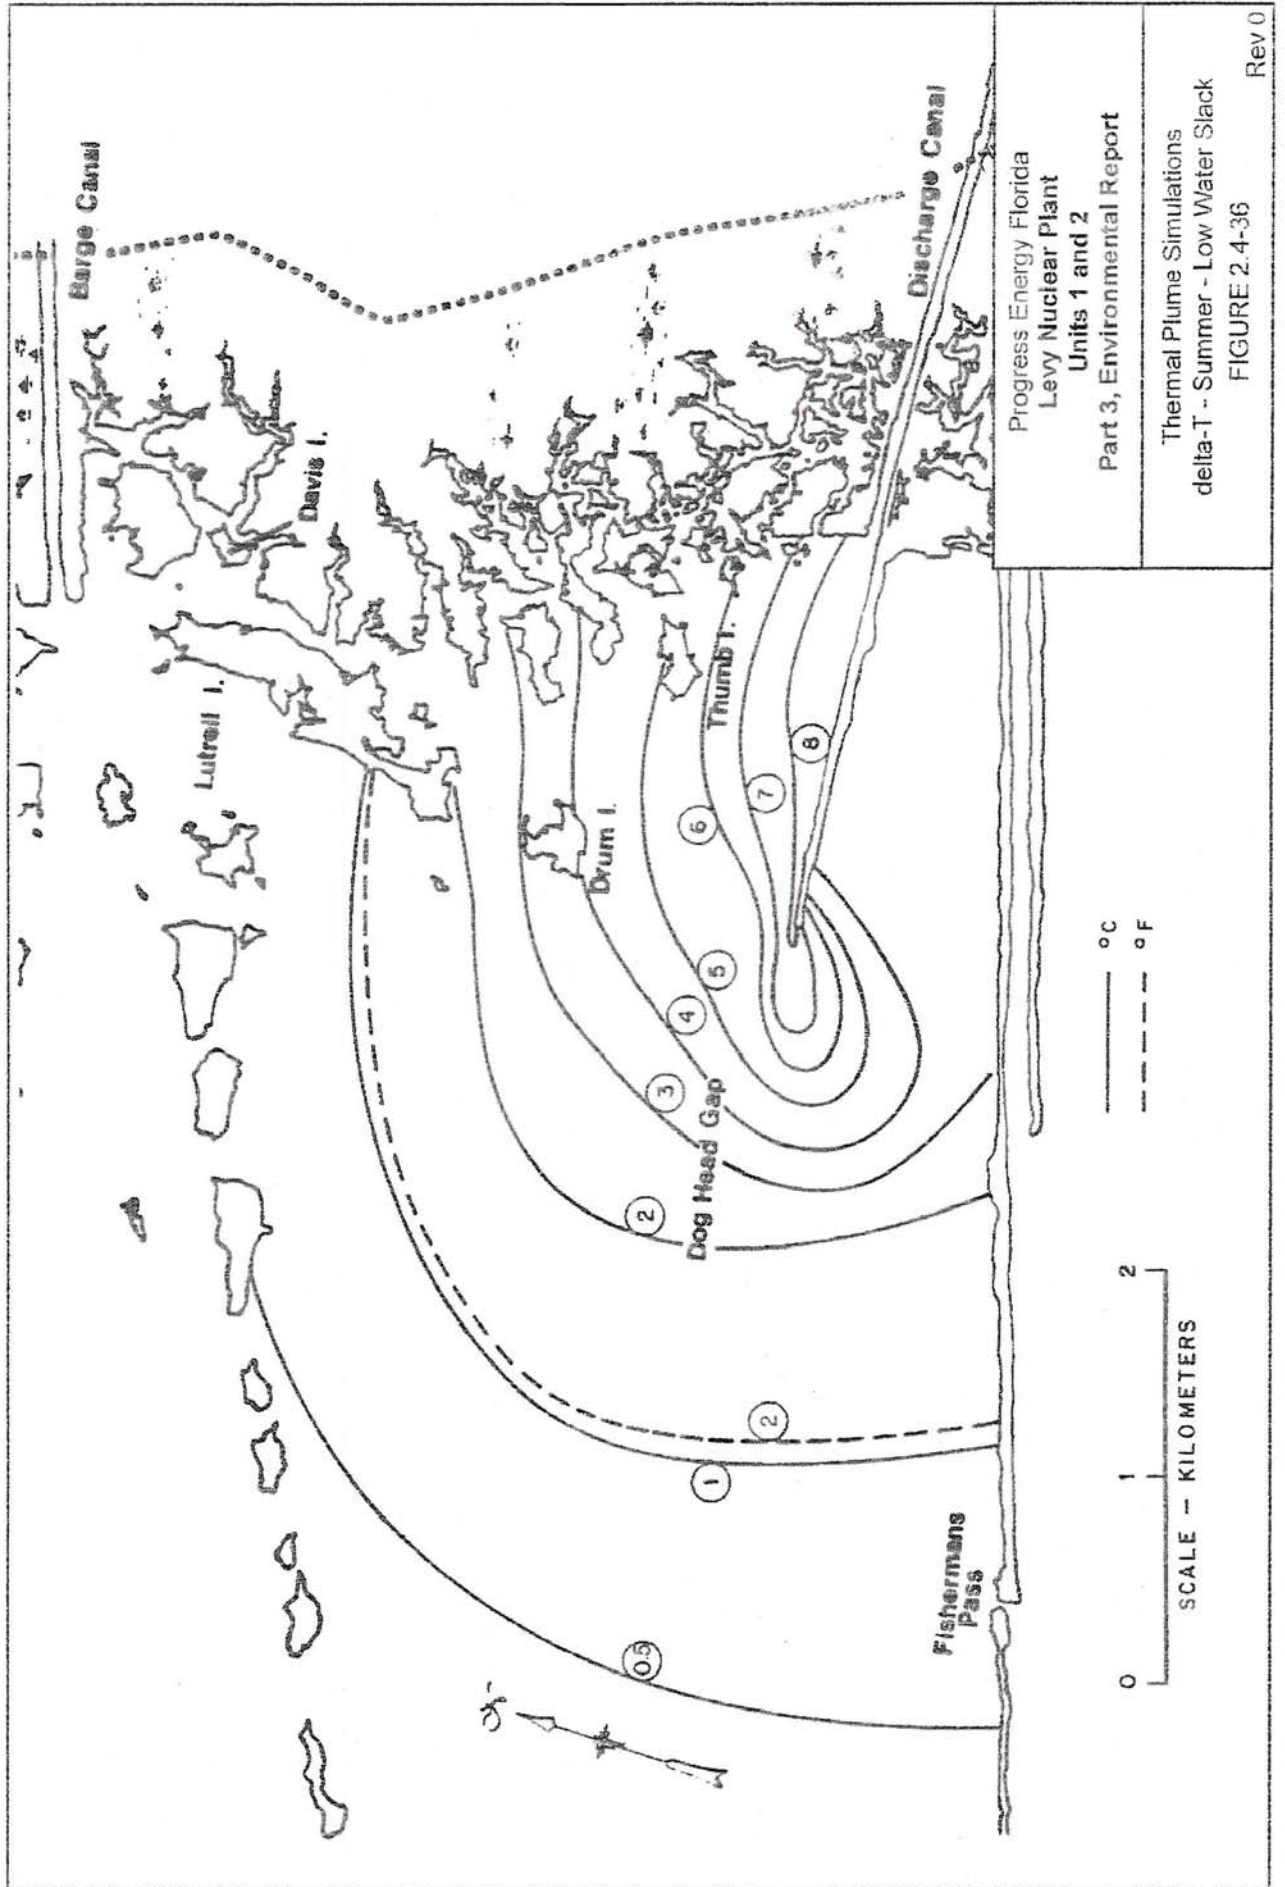 Barge Canal
Davis I.
Lutrell I.
Drum I.
Thumb I.
Discharge Canal
Dog Head Gap
Fishermans
Pass
0.5
1
2
2
3
4
5
6
7
8
N
°C
°F
0
1
2
SCALE – KILOMETERS
Progress Energy Florida
Levy Nuclear Plant
Units 1 and 2
Part 3, Environmental Report
Thermal Plume Simulations
delta-T - Summer - Low Water Slack
FIGURE 2.4-36
Rev 0